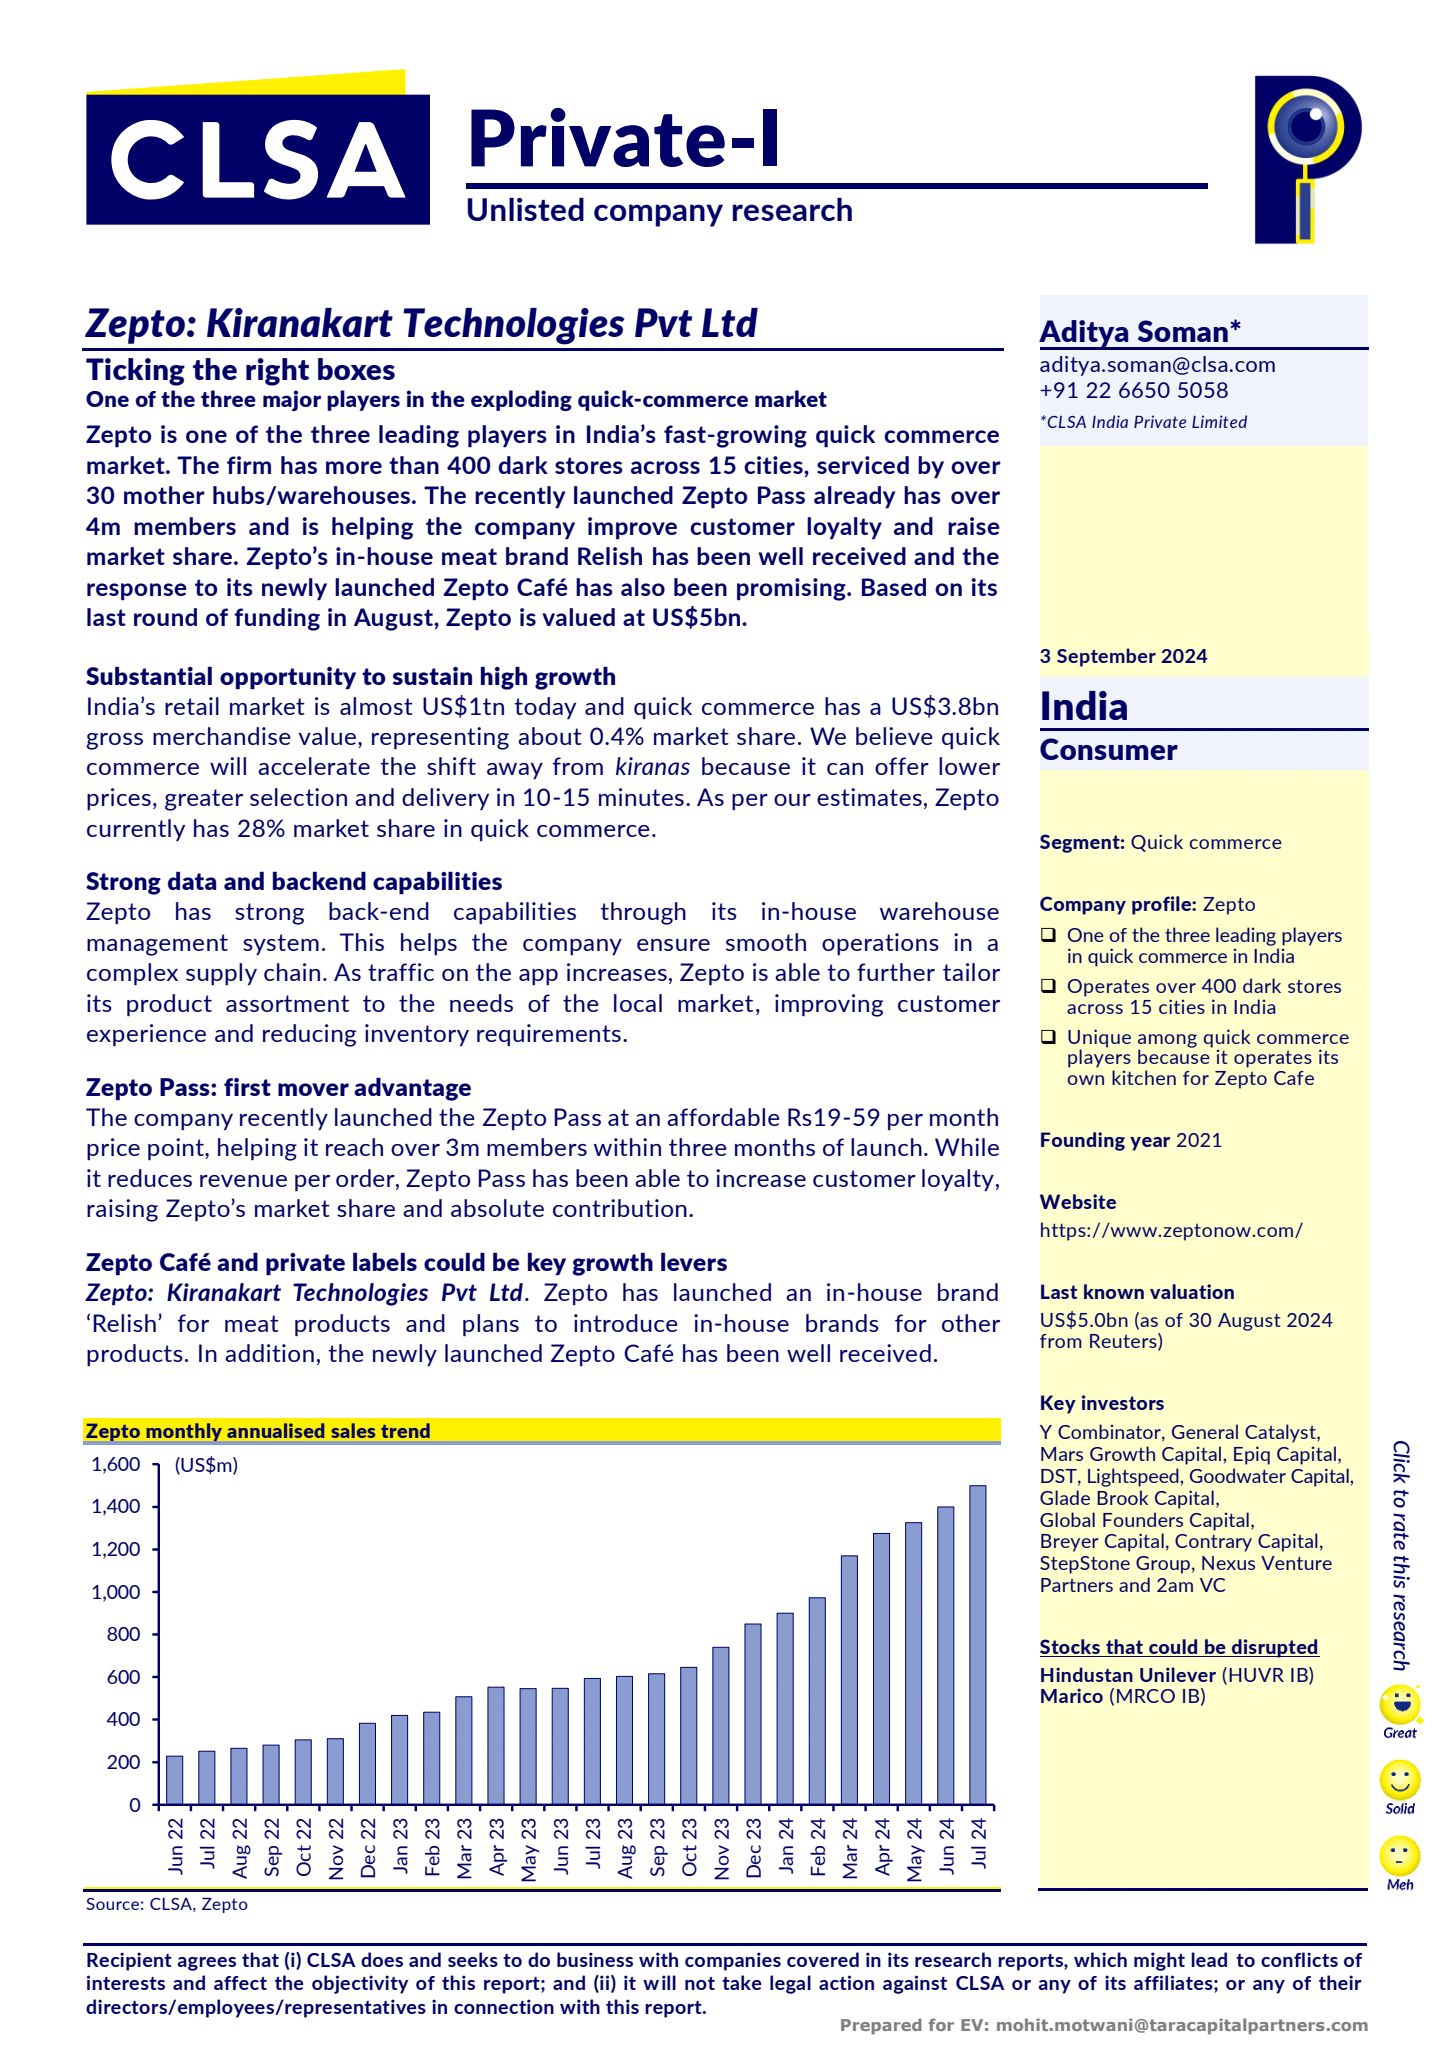 CLSA
Private-I
Unlisted company research
Zepto: Kiranakart Technologies Pvt Ltd
Ticking the right boxes
One of the three major players in the exploding quick-commerce market
Zepto is one of the three leading players in India’s fast-growing quick commerce
market. The firm has more than 400 dark stores across 15 cities, serviced by over
30 mother hubs/warehouses. The recently launched Zepto Pass already has over
4m members and is helping the company improve customer loyalty and raise
market share. Zepto’s in-house meat brand Relish has been well received and the
response to its newly launched Zepto Café has also been promising. Based on its
last round of funding in August, Zepto is valued at US$5bn.
Substantial opportunity to sustain high growth
India’s retail market is almost US$1tn today and quick commerce has a US$3.8bn
gross merchandise value, representing about 0.4% market share. We believe quick
commerce will accelerate the shift away from kiranas because it can offer lower
prices, greater selection and delivery in 10-15 minutes. As per our estimates, Zepto
currently has 28% market share in quick commerce.
Strong data and backend capabilities
Zepto has strong back-end capabilities through its in-house warehouse
management system. This helps the company ensure smooth operations in a
complex supply chain. As traffic on the app increases, Zepto is able to further tailor
its product assortment to the needs of the local market, improving customer
experience and reducing inventory requirements.
Zepto Pass: first mover advantage
The company recently launched the Zepto Pass at an affordable Rs19-59 per month
price point, helping it reach over 3m members within three months of launch. While
it reduces revenue per order, Zepto Pass has been able to increase customer loyalty,
raising Zepto’s market share and absolute contribution.
Zepto Café and private labels could be key growth levers
Zepto: Kiranakart Technologies Pvt Ltd. Zepto has launched an in-house brand
‘Relish’ for meat products and plans to introduce in-house brands for other
products. In addition, the newly launched Zepto Café has been well received.
Zepto monthly annualised sales trend
(US$m)
1,600
1,400
1,200
1,000
800
600
400
200
0
Jun 22
Jul 22
Aug 22
Sep 22
Oct 22
Nov 22
Dec 22
Jan 23
Feb 23
Mar 23
Apr 23
May 23
Jun 23
Jul 23
Aug 23
Sep 23
Oct 23
Nov 23
Dec 23
Jan 24
Feb 24
Mar 24
Apr 24
May 24
Jun 24
Jul 24
Source: CLSA, Zepto
Aditya Soman*
aditya.soman@clsa.com
+91 22 6650 5058
*CLSA India Private Limited
3 September 2024
India
Consumer
Segment: Quick commerce
Company profile: Zepto
❑ One of the three leading players
in quick commerce in India
❑ Operates over 400 dark stores
across 15 cities in India
❑ Unique among quick commerce
players because it operates its
own kitchen for Zepto Cafe
Founding year 2021
Website
https://www.zeptonow.com/
Last known valuation
US$5.0bn (as of 30 August 2024
from Reuters)
Key investors
Y Combinator, General Catalyst,
Mars Growth Capital, Epiq Capital,
DST, Lightspeed, Goodwater Capital,
Glade Brook Capital,
Global Founders Capital,
Breyer Capital, Contrary Capital,
StepStone Group, Nexus Venture
Partners and 2am VC
Stocks that could be disrupted
Hindustan Unilever (HUVR IB)
Marico (MRCO IB)
Click to rate this research
Great
Solid
Meh
Recipient agrees that (i) CLSA does and seeks to do business with companies covered in its research reports, which might lead to conflicts of
interests and affect the objectivity of this report; and (ii) it will not take legal action against CLSA or any of its affiliates; or any of their
directors/employees/representatives in connection with this report.
Prepared for EV: mohit.motwani@taracapitalpartners.com